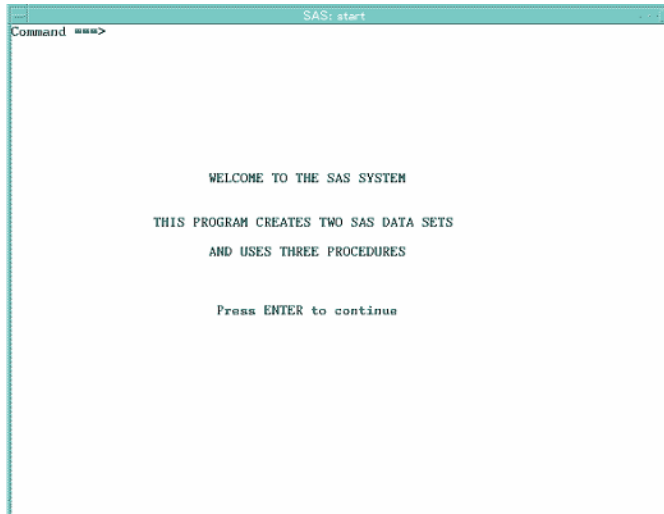 SAS: start
Command ===>
WELCOME TO THE SAS SYSTEM
THIS PROGRAM CREATES TWO SAS DATA SETS
AND USES THREE PROCEDURES
Press ENTER to continue